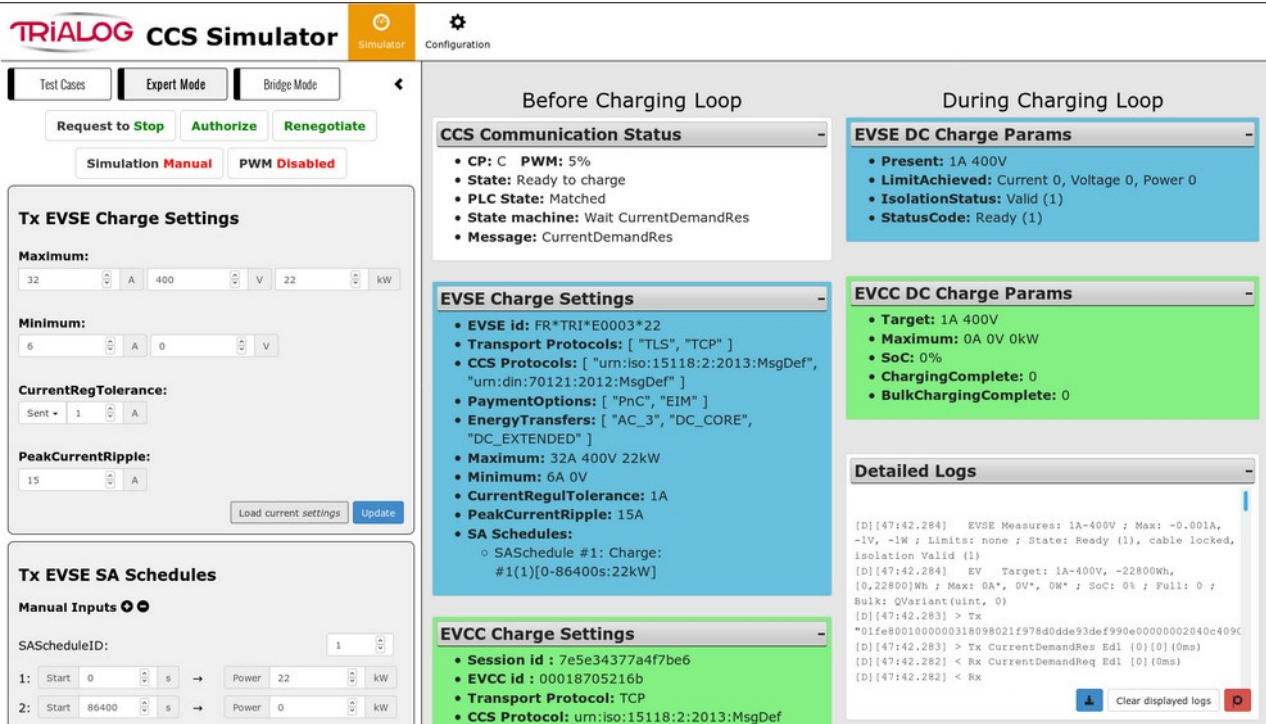 TRiALOG CCS Simulator
Simulator
Configuration
Test Cases
Expert Mode
Bridge Mode
Request to Stop
Authorize
Renegotiate
Simulation Manual
PWM Disabled
Tx EVSE Charge Settings
Maximum:
32 A 400 V 22 kW
Minimum:
6 A 0 V
CurrentRegTolerance:
Sent 1 A
PeakCurrentRipple:
15 A
Load current settings
Update
Tx EVSE SA Schedules
Manual Inputs
SAScheduleID: 1
1: Start 0 s → Power 22 kW
2: Start 86400 s → Power 0 kW
Before Charging Loop
CCS Communication Status –
• CP: C PWM: 5%
• State: Ready to charge
• PLC State: Matched
• State machine: Wait CurrentDemandRes
• Message: CurrentDemandRes
EVSE Charge Settings –
• EVSE id: FR*TRI*E0003*22
• Transport Protocols: [ "TLS", "TCP" ]
• CCS Protocols: [ "urn:iso:15118:2:2013:MsgDef",
"urn:din:70121:2012:MsgDef" ]
• PaymentOptions: [ "PnC", "EIM" ]
• EnergyTransfers: [ "AC_3", "DC_CORE",
"DC_EXTENDED" ]
• Maximum: 32A 400V 22kW
• Minimum: 6A 0V
• CurrentRegulTolerance: 1A
• PeakCurrentRipple: 15A
• SA Schedules:
○ SASchedule #1: Charge:
#1(1)[0-86400s:22kW]
EVCC Charge Settings –
• Session id : 7e5e34377a4f7be6
• EVCC id : 00018705216b
• Transport Protocol: TCP
• CCS Protocol: urn:iso:15118:2:2013:MsgDef
During Charging Loop
EVSE DC Charge Params –
• Present: 1A 400V
• LimitAchieved: Current 0, Voltage 0, Power 0
• IsolationStatus: Valid (1)
• StatusCode: Ready (1)
EVCC DC Charge Params –
• Target: 1A 400V
• Maximum: 0A 0V 0kW
• SoC: 0%
• ChargingComplete: 0
• BulkChargingComplete: 0
Detailed Logs –
[D][47:42.284] EVSE Measures: 1A-400V ; Max: -0.001A,
-1V, -1W ; Limits: none ; State: Ready (1), cable locked,
isolation Valid (1)
[D][47:42.284] EV Target: 1A-400V, -22800Wh,
[0,22800]Wh ; Max: 0A*, 0V*, 0W* ; SoC: 0% ; Full: 0 ;
Bulk: QVariant(uint, 0)
[D][47:42.283] > Tx
"01fe8001000000318098021f978d0dde93def990e00000002040c4090
[D][47:42.283] > Tx CurrentDemandRes Ed1 (0)[0](0ms)
[D][47:42.282] < Rx CurrentDemandReq Ed1 [0](0ms)
[D][47:42.282] < Rx
Clear displayed logs